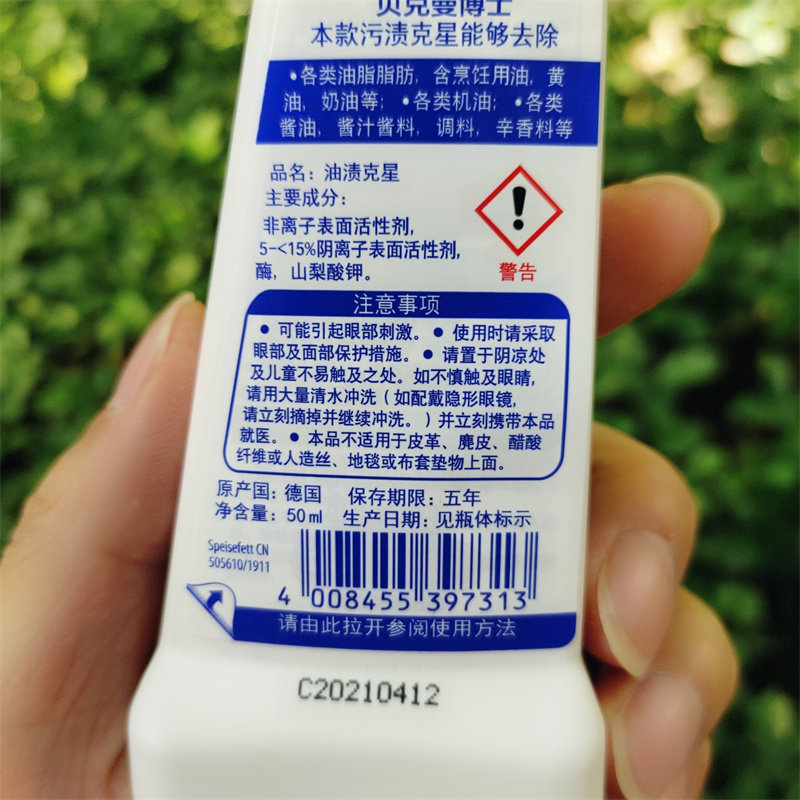 贝克曼博士
本款污渍克星能够去除
•各类油脂脂肪, 含烹饪用油, 黄
油, 奶油等; •各类机油; •各类
酱油, 酱汁酱料, 调料, 辛香料等
品名: 油渍克星
主要成分:
非离子表面活性剂,
5-<15%阴离子表面活性剂,
酶, 山梨酸钾。
警告
注意事项
● 可能引起眼部刺激。● 使用时请采取
眼部及面部保护措施。● 请置于阴凉处
及儿童不易触及之处。如不慎触及眼睛,
请用大量清水冲洗(如配戴隐形眼镜,
请立刻摘掉并继续冲洗。)并立刻携带本品
就医。● 本品不适用于皮革、麂皮、醋酸
纤维或人造丝、地毯或布套垫物上面。
原产国: 德国 保存期限: 五年
净含量: 50 ml 生产日期: 见瓶体标示
Speisefett CN
505610/1911
4 008455 397313
请由此拉开参阅使用方法
C20210412